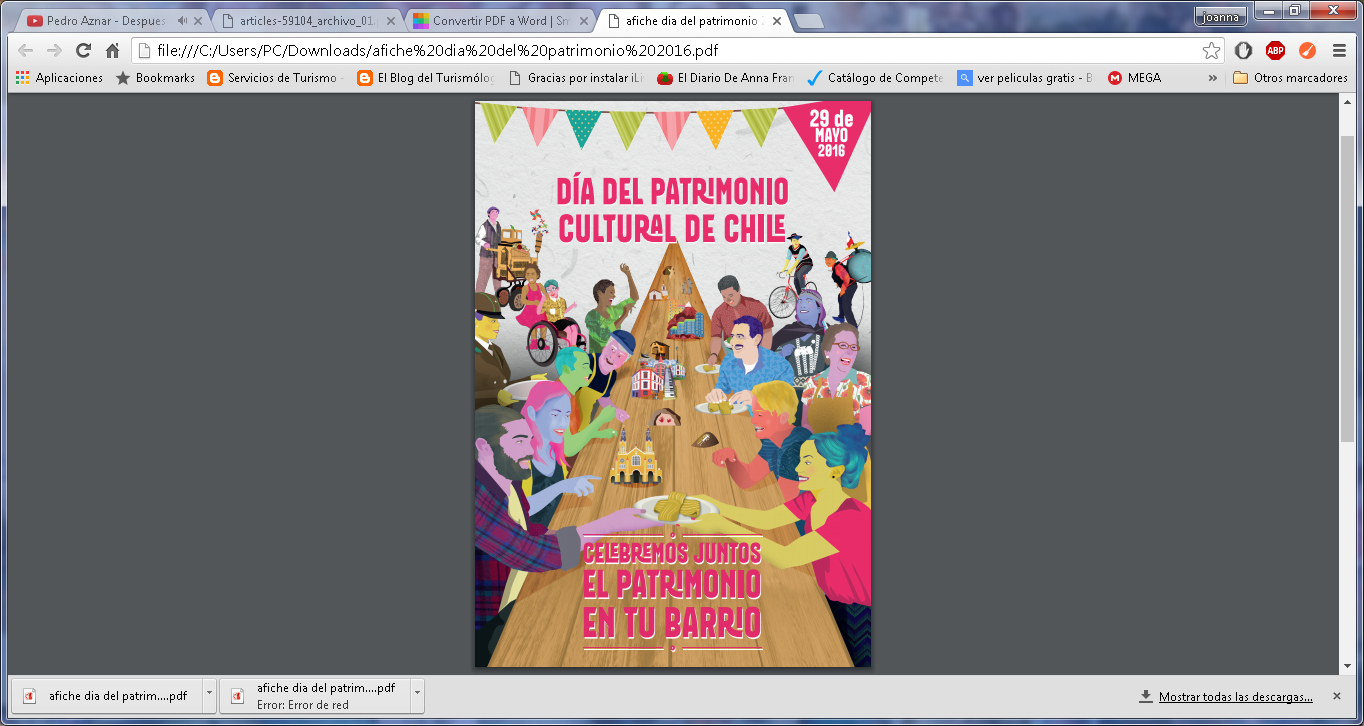 Pedro Aznar - Despues
articles-59104_archivo_01.
Convertir PDF a Word | Sm
afiche dia del patrimonio 2
joanna
file:///C:/Users/PC/Downloads/afiche%20dia%20del%20patrimonio%202016.pdf
ABP
Aplicaciones
Bookmarks
Servicios de Turismo -
El Blog del Turismólog
Gracias por instalar iLi
El Diario De Anna Fran
Catálogo de Compete
ver peliculas gratis - B
MEGA
»
Otros marcadores
29 de
MAYO
2016
DÍA DEL PATRIMONIO
CULTURAL DE CHILE
CELEBREMOS JUNTOS
EL PATRIMONIO
EN TU BARRIO
afiche dia del patrim....pdf
afiche dia del patrim....pdf
Error: Error de red
Mostrar todas las descargas...